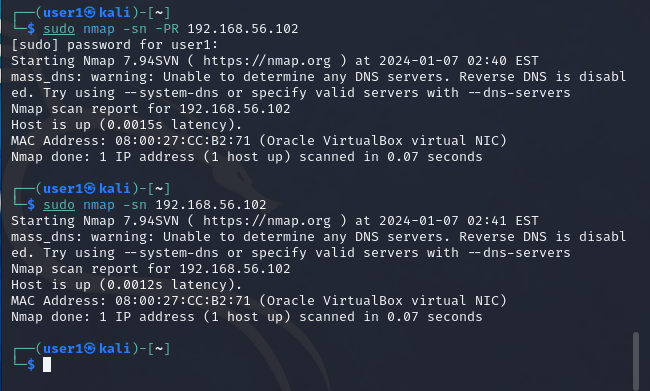 ┌──(user1㉿kali)-[~]
└─$ sudo nmap -sn -PR 192.168.56.102
[sudo] password for user1:
Starting Nmap 7.94SVN ( https://nmap.org ) at 2024-01-07 02:40 EST
mass_dns: warning: Unable to determine any DNS servers. Reverse DNS is disabl
ed. Try using --system-dns or specify valid servers with --dns-servers
Nmap scan report for 192.168.56.102
Host is up (0.0015s latency).
MAC Address: 08:00:27:CC:B2:71 (Oracle VirtualBox virtual NIC)
Nmap done: 1 IP address (1 host up) scanned in 0.07 seconds
┌──(user1㉿kali)-[~]
└─$ sudo nmap -sn 192.168.56.102
Starting Nmap 7.94SVN ( https://nmap.org ) at 2024-01-07 02:41 EST
mass_dns: warning: Unable to determine any DNS servers. Reverse DNS is disabl
ed. Try using --system-dns or specify valid servers with --dns-servers
Nmap scan report for 192.168.56.102
Host is up (0.0012s latency).
MAC Address: 08:00:27:CC:B2:71 (Oracle VirtualBox virtual NIC)
Nmap done: 1 IP address (1 host up) scanned in 0.07 seconds
┌──(user1㉿kali)-[~]
└─$